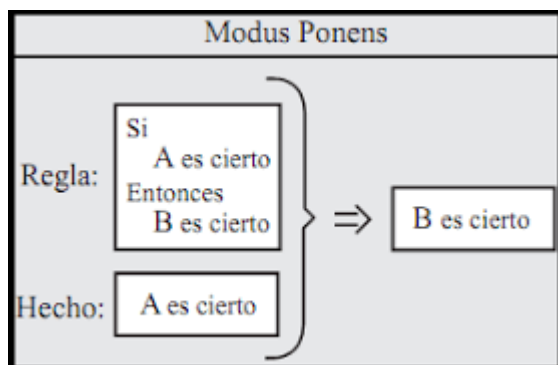 Modus Ponens
Regla:
Si
A es cierto
Entonces
B es cierto
Hecho:
A es cierto
⇒
B es cierto